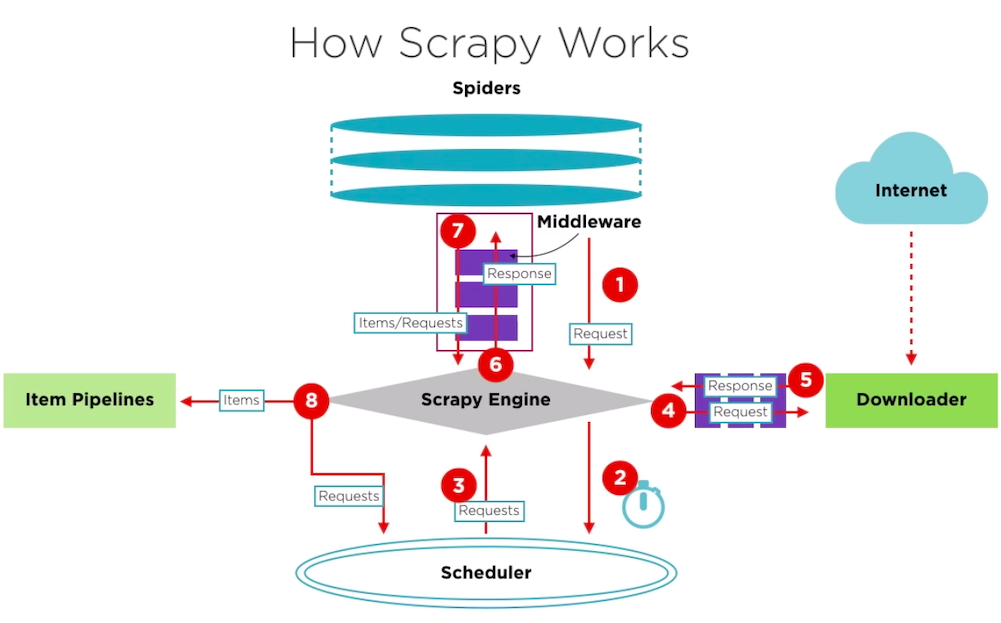 How Scrapy Works
Spiders
Internet
7
Middleware
Response
1
Items/Requests
Request
6
5
Response
Item Pipelines
Items
8
Scrapy Engine
4
Request
Downloader
2
3
Requests
Requests
Scheduler